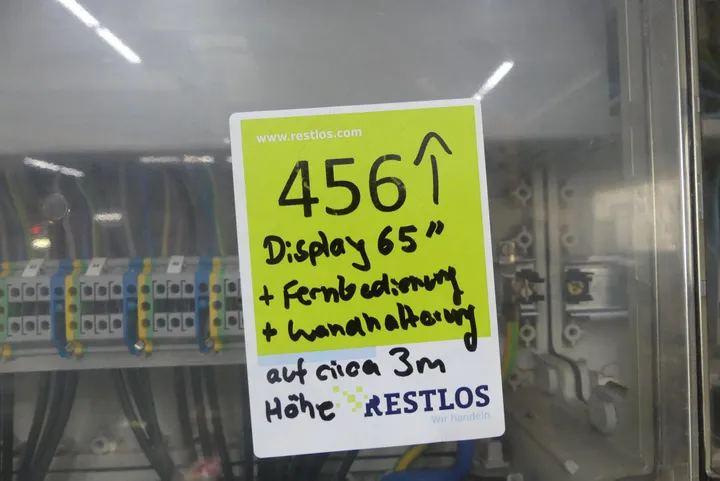 www.restlos.com
456↑
Display 65"
+ Fernbedienung
+ Wandhalterung
auf circa 3m
Höhe
RESTLOS
Wir handeln